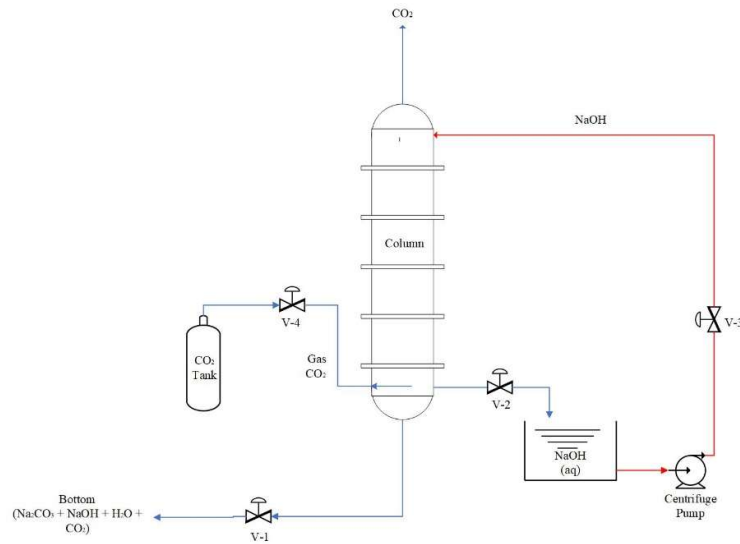 CO₂
NaOH
Column
V-3
V-4
CO₂
Tank
Gas
CO₂
V-2
NaOH
(aq)
Centrifuge
Pump
Bottom
(Na₂CO₃ + NaOH + H₂O +
CO₂)
V-1